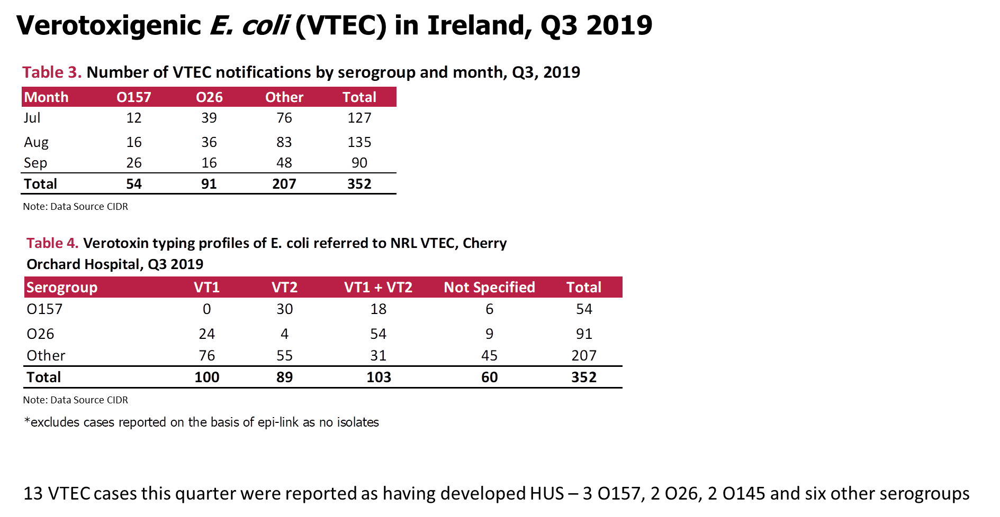 Verotoxigenic E. coli (VTEC) in Ireland, Q3 2019
Table 3. Number of VTEC notifications by serogroup and month, Q3, 2019
Month O157 O26 Other Total
Jul 12 39 76 127
Aug 16 36 83 135
Sep 26 16 48 90
Total 54 91 207 352
Note: Data Source CIDR
Table 4. Verotoxin typing profiles of E. coli referred to NRL VTEC, Cherry
Orchard Hospital, Q3 2019
Serogroup VT1 VT2 VT1 + VT2 Not Specified Total
O157 0 30 18 6 54
O26 24 4 54 9 91
Other 76 55 31 45 207
Total 100 89 103 60 352
Note: Data Source CIDR
*excludes cases reported on the basis of epi-link as no isolates
13 VTEC cases this quarter were reported as having developed HUS – 3 O157, 2 O26, 2 O145 and six other serogroups